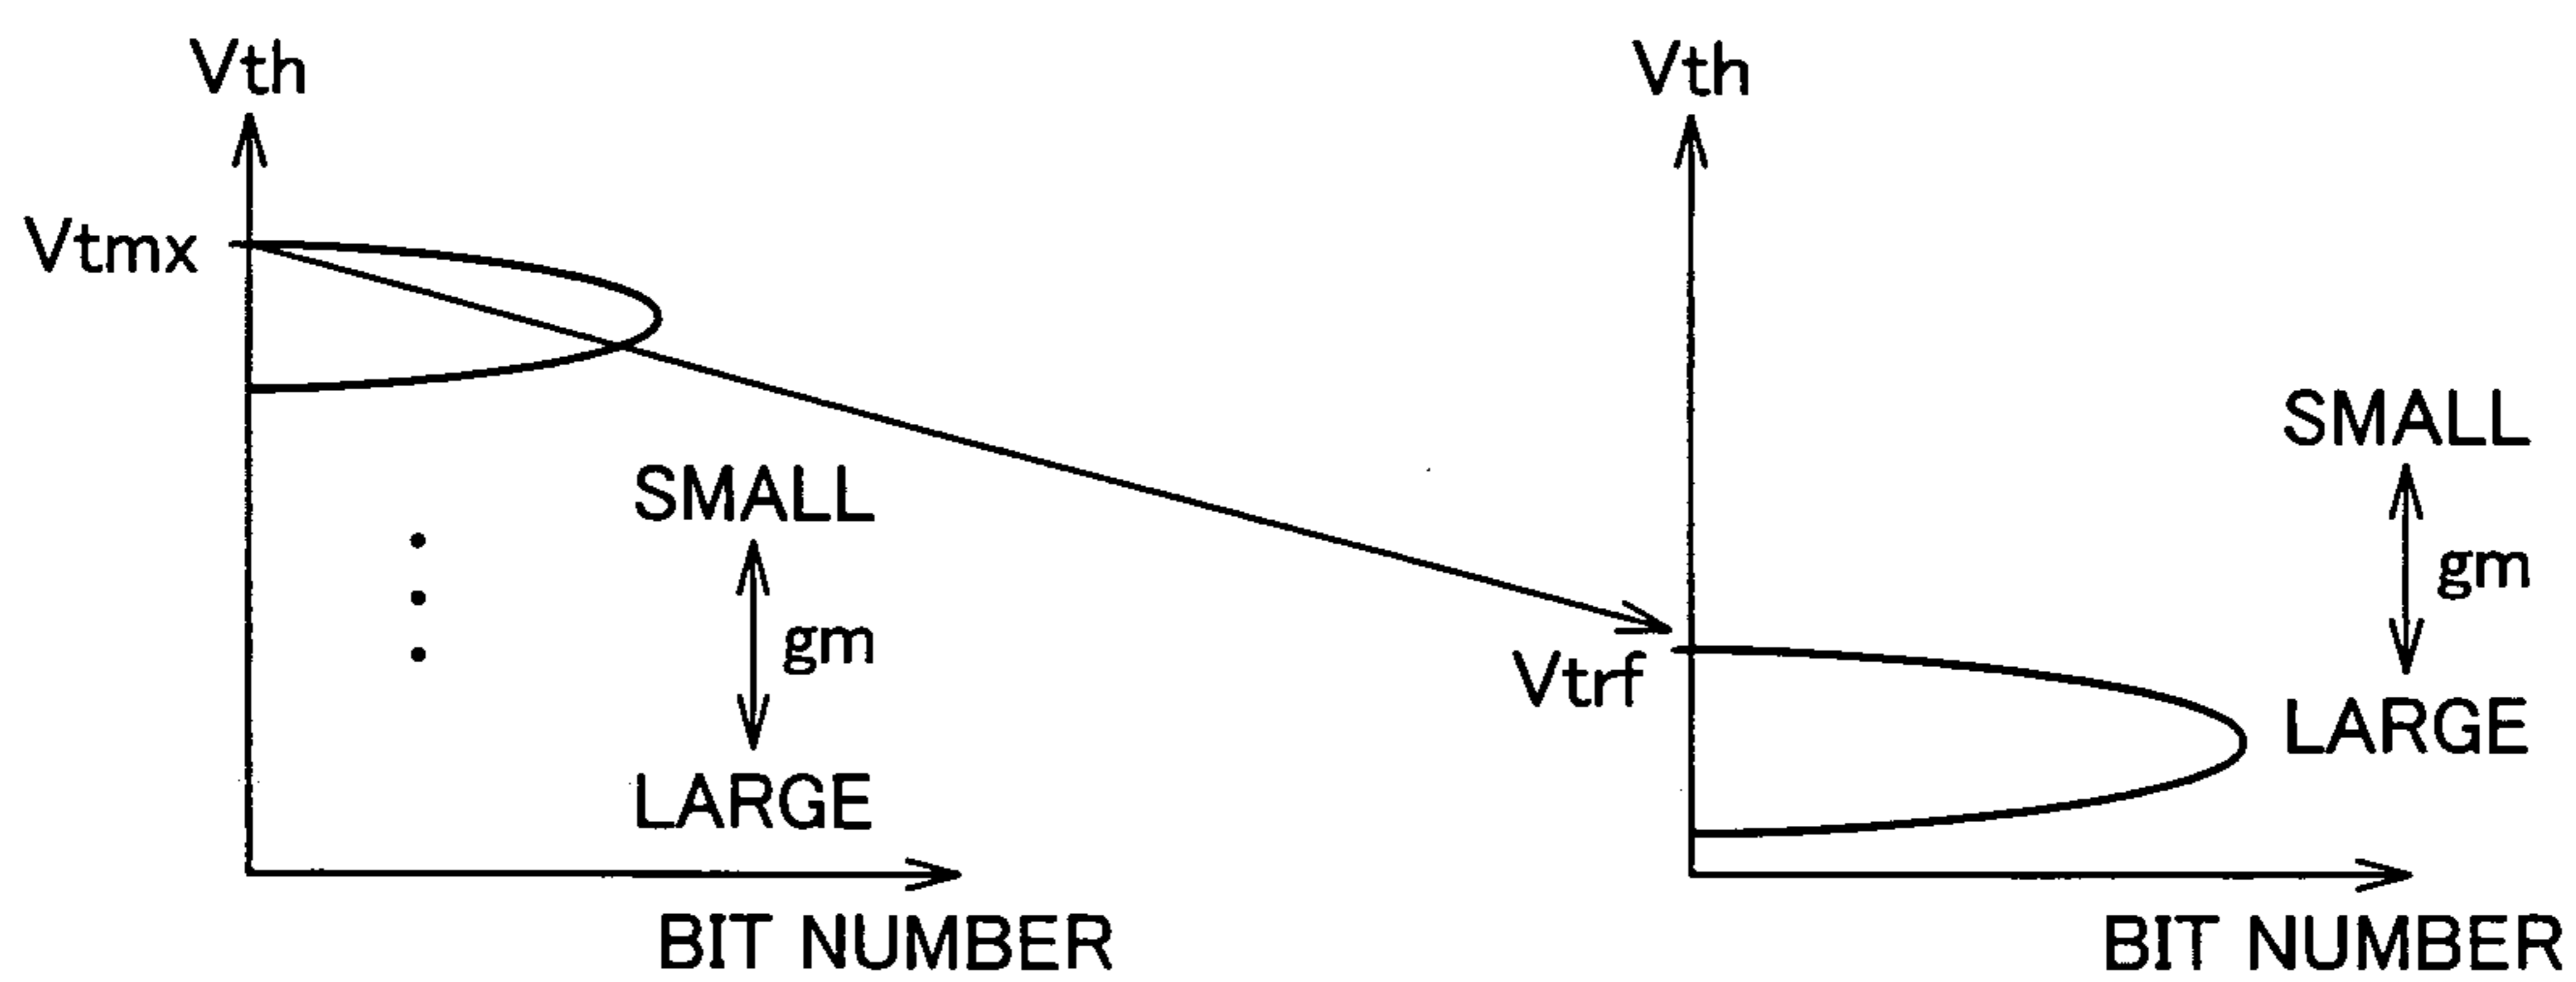 Vth
Vtmx
SMALL
gm
LARGE
BIT NUMBER
Vth
Vtrf
SMALL
gm
LARGE
BIT NUMBER